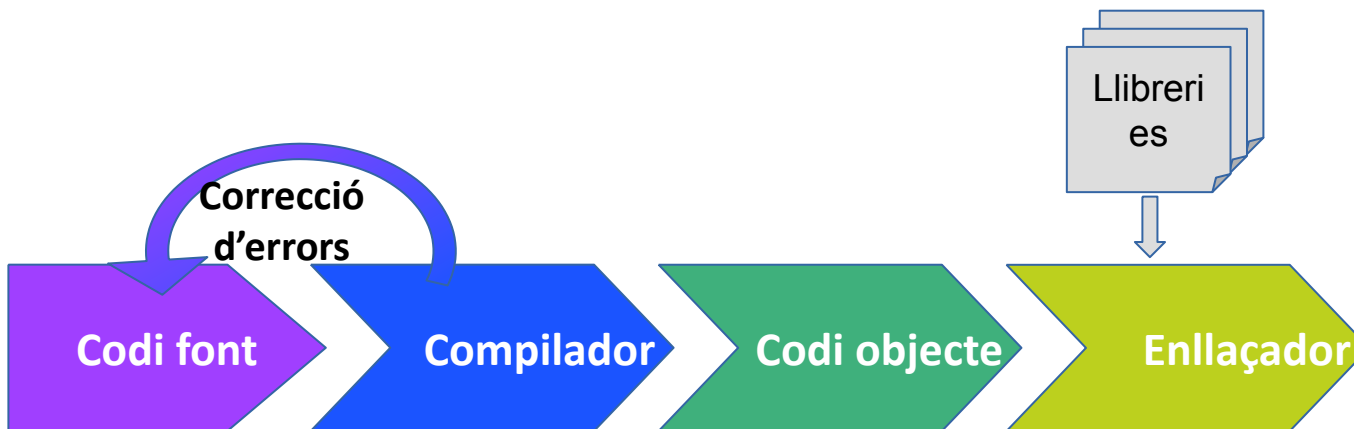 Llibreri
es
Correcció
d’errors
Codi font
Compilador
Codi objecte
Enllaçador